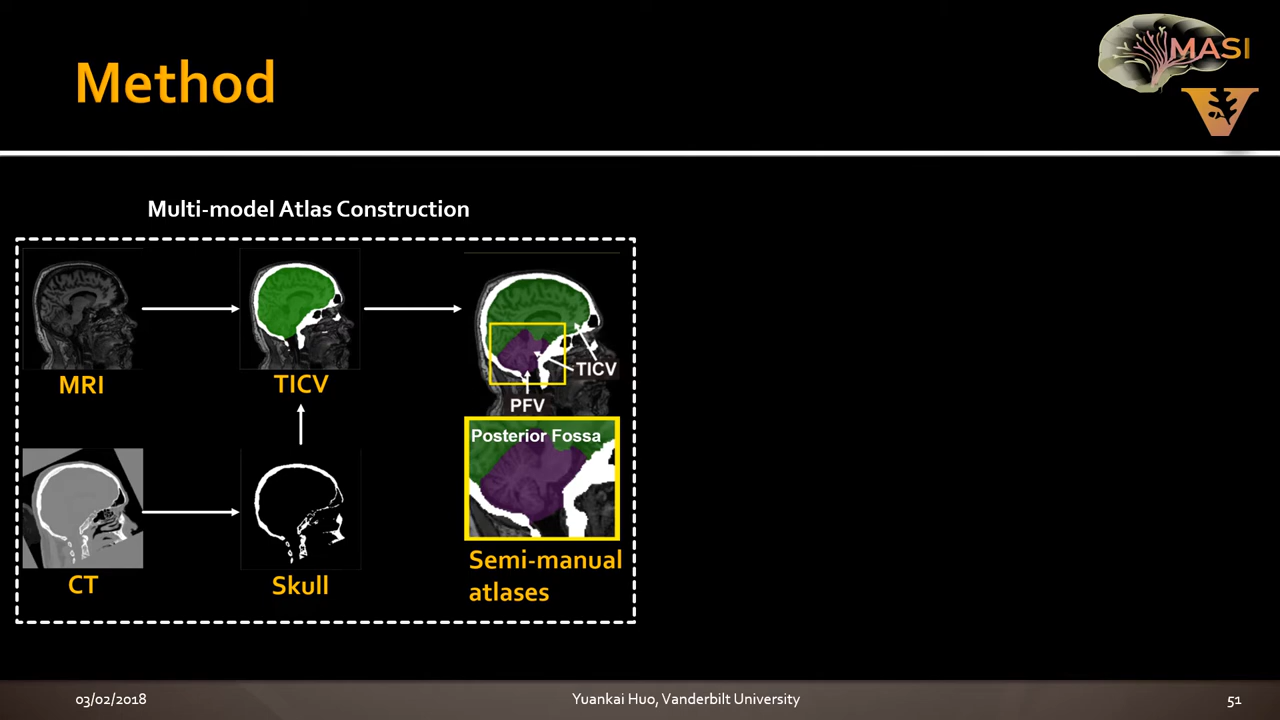 MASI
V
Method
Multi-model Atlas Construction
MRI
TICV
TICV
PFV
Posterior Fossa
CT
Skull
Semi-manual
atlases
03/02/2018
Yuankai Huo, Vanderbilt University
51